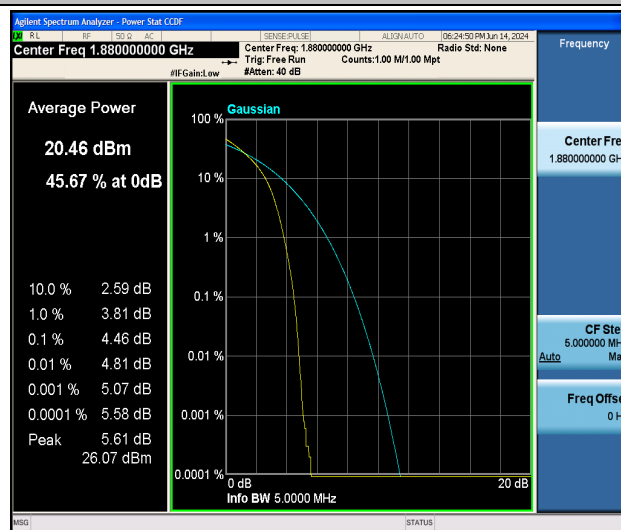 Agilent Spectrum Analyzer - Power Stat CCDF
RL RF 50 Ω AC SENSE:PULSE ALIGN AUTO 06:24:50 PM Jun 14, 2024
Center Freq 1.880000000 GHz
Center Freq: 1.880000000 GHz Radio Std: None
Trig: Free Run Counts:1.00 M/1.00 Mpt
#IFGain:Low #Atten: 40 dB
Frequency
Average Power
20.46 dBm
45.67 % at 0dB
10.0 % 2.59 dB
1.0 % 3.81 dB
0.1 % 4.46 dB
0.01 % 4.81 dB
0.001 % 5.07 dB
0.0001 % 5.58 dB
Peak 5.61 dB
26.07 dBm
Gaussian
100 %
10 %
1 %
0.1 %
0.01 %
0.001 %
0.0001 %
0 dB 20 dB
Info BW 5.0000 MHz
Center Fre
1.880000000 GH
CF Ste
5.000000 MH
Auto Ma
Freq Offse
0 H
MSG STATUS